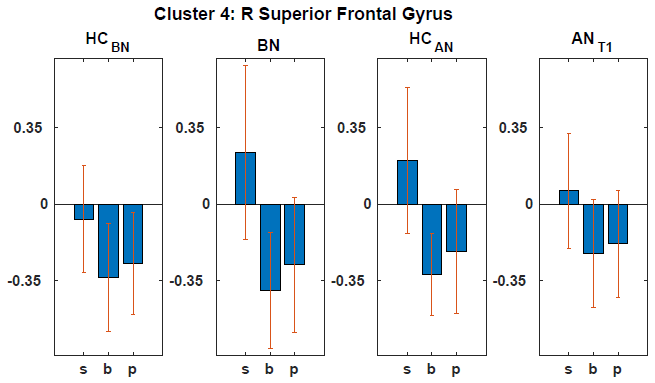 Cluster 4: R Superior Frontal Gyrus
HC BN
BN
HC AN
AN T1
0.35 0.35 0.35 0.35
0 0 0 0
-0.35 -0.35 -0.35 -0.35
s b p s b p s b p s b p